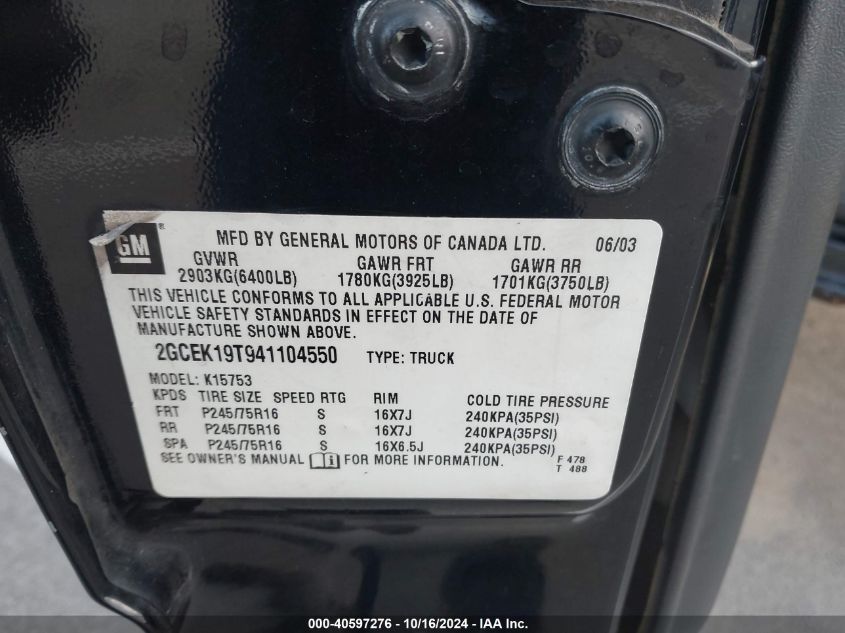 GM®
MFD BY GENERAL MOTORS OF CANADA LTD. 06/03
GVWR GAWR FRT GAWR RR
2903KG(6400LB) 1780KG(3925LB) 1701KG(3750LB)
THIS VEHICLE CONFORMS TO ALL APPLICABLE U.S. FEDERAL MOTOR
VEHICLE SAFETY STANDARDS IN EFFECT ON THE DATE OF
MANUFACTURE SHOWN ABOVE.
2GCEK19T941104550 TYPE: TRUCK
MODEL: K15753
KPDS TIRE SIZE SPEED RTG RIM COLD TIRE PRESSURE
FRT P245/75R16 S 16X7J 240KPA(35PSI)
RR P245/75R16 S 16X7J 240KPA(35PSI)
SPA P245/75R16 S 16X6.5J 240KPA(35PSI)
SEE OWNER'S MANUAL i FOR MORE INFORMATION. F 478
T 488
000-40597276 - 10/16/2024 - IAA Inc.